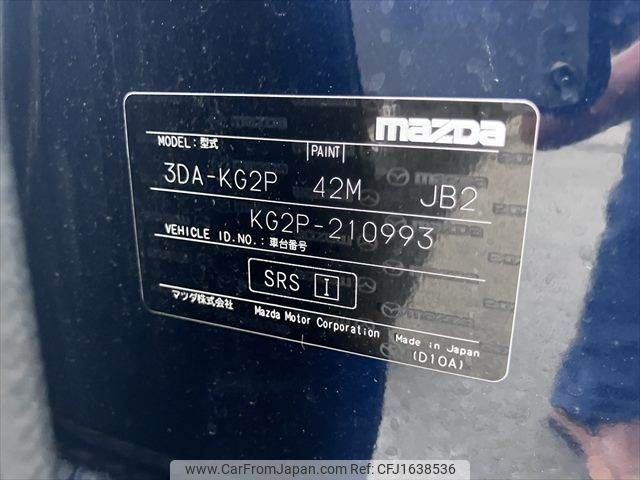 mazda
MODEL:型式 PAINT
3DA-KG2P 42M JB2
KG2P-210993
VEHICLE ID.NO.:車台番号
SRS I
マツダ株式会社 Mazda Motor Corporation Made in Japan
(D10A)
www.CarFromJapan.com | Ref No. CFJ1638536